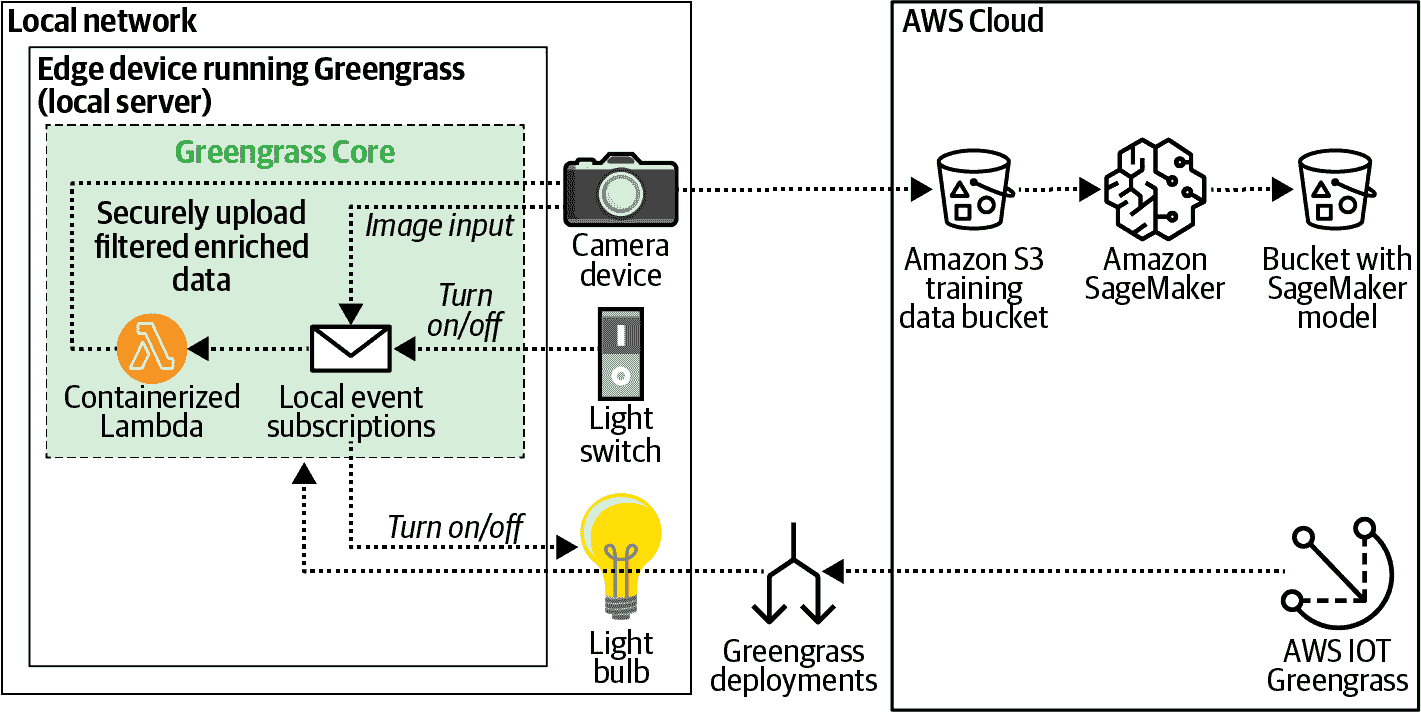 Local network
Edge device running Greengrass
(local server)
Greengrass Core
Securely upload
filtered enriched
data
Image input
Camera
device
Turn
on/off
Containerized
Lambda
Local event
subscriptions
Light
switch
Turn on/off
Light
bulb
Greengrass
deployments
AWS Cloud
Amazon S3
training
data bucket
Amazon
SageMaker
Bucket with
SageMaker
model
AWS IOT
Greengrass